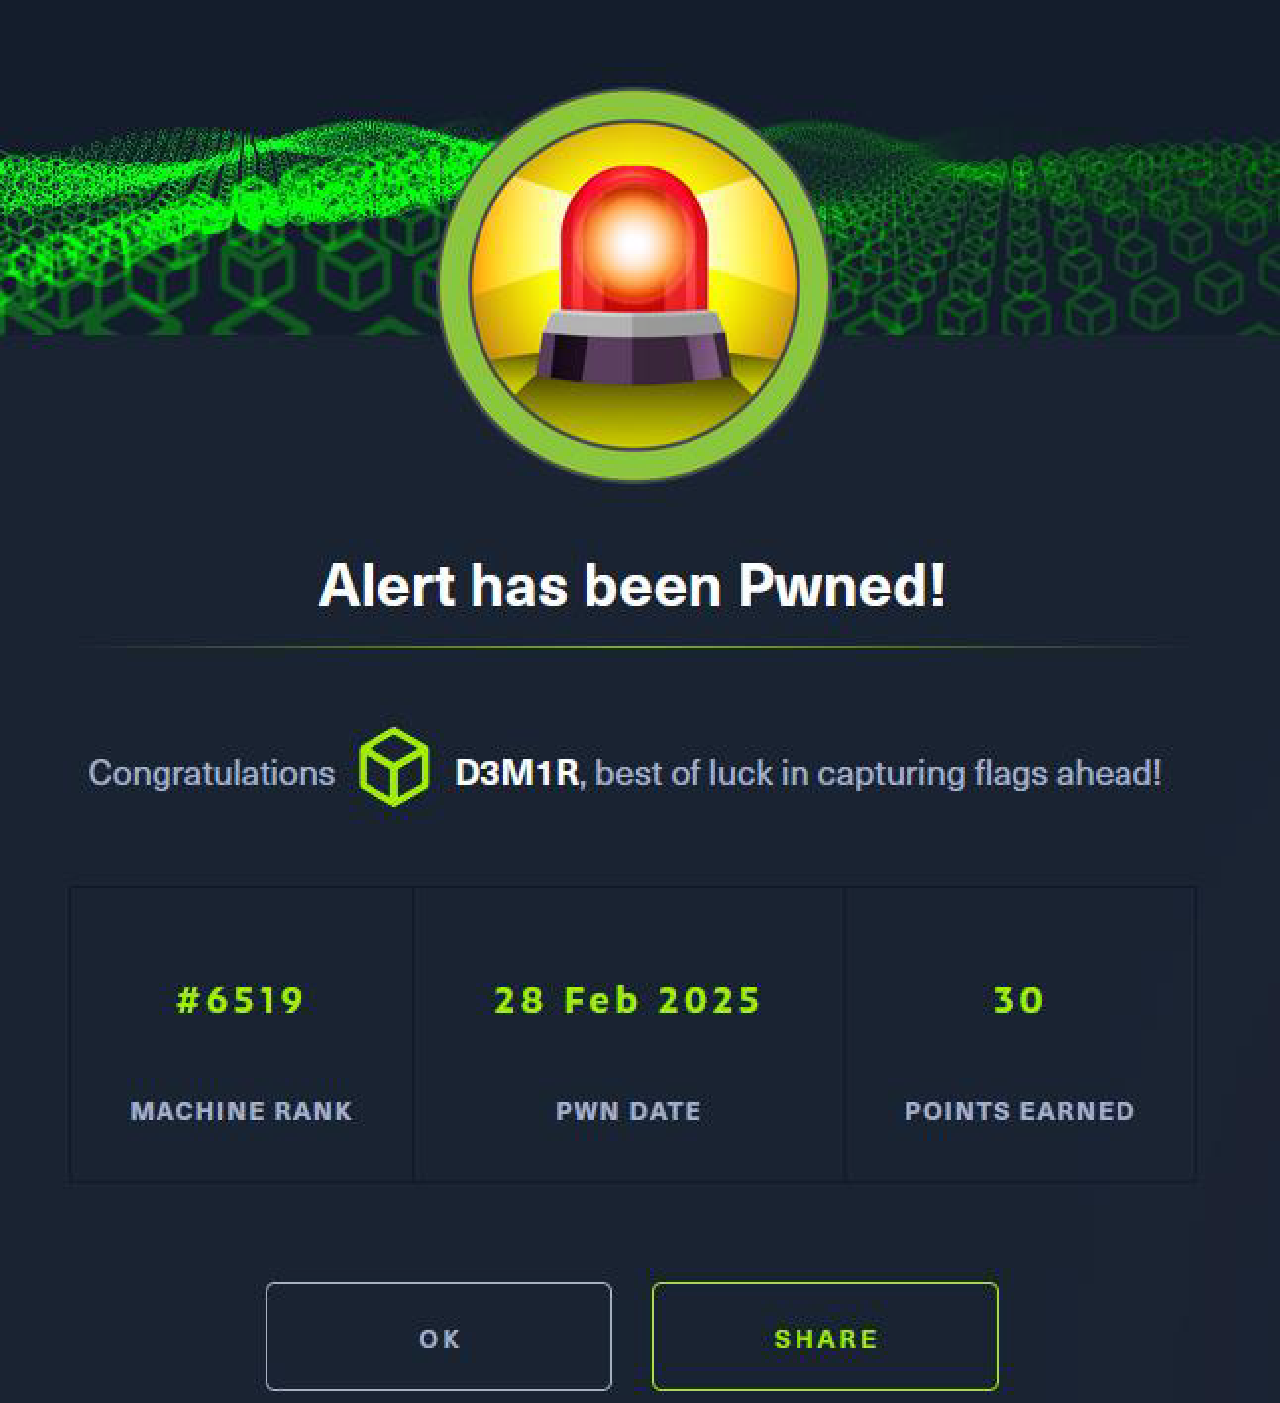 Alert has been Pwned!
Congratulations D3M1R, best of luck in capturing flags ahead!
#6519 28 Feb 2025 30
MACHINE RANK PWN DATE POINTS EARNED
OK SHARE